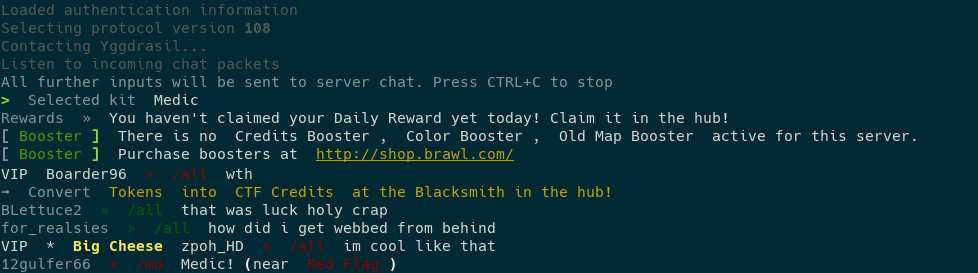 Loaded authentication information
Selecting protocol version 108
Contacting Yggdrasil...
Listen to incoming chat packets
All further inputs will be sent to server chat. Press CTRL+C to stop
> Selected kit Medic
Rewards » You haven't claimed your Daily Reward yet today! Claim it in the hub!
[ Booster ] There is no Credits Booster , Color Booster , Old Map Booster active for this server.
[ Booster ] Purchase boosters at http://shop.brawl.com/
VIP Boarder96 » /all wth
→ Convert Tokens into CTF Credits at the Blacksmith in the hub!
BLettuce2 » /all that was luck holy crap
for_realsies » /all how did i get webbed from behind
VIP * Big Cheese zpoh_HD » /all im cool like that
12gulfer66 » /md Medic! (near Red Flag )